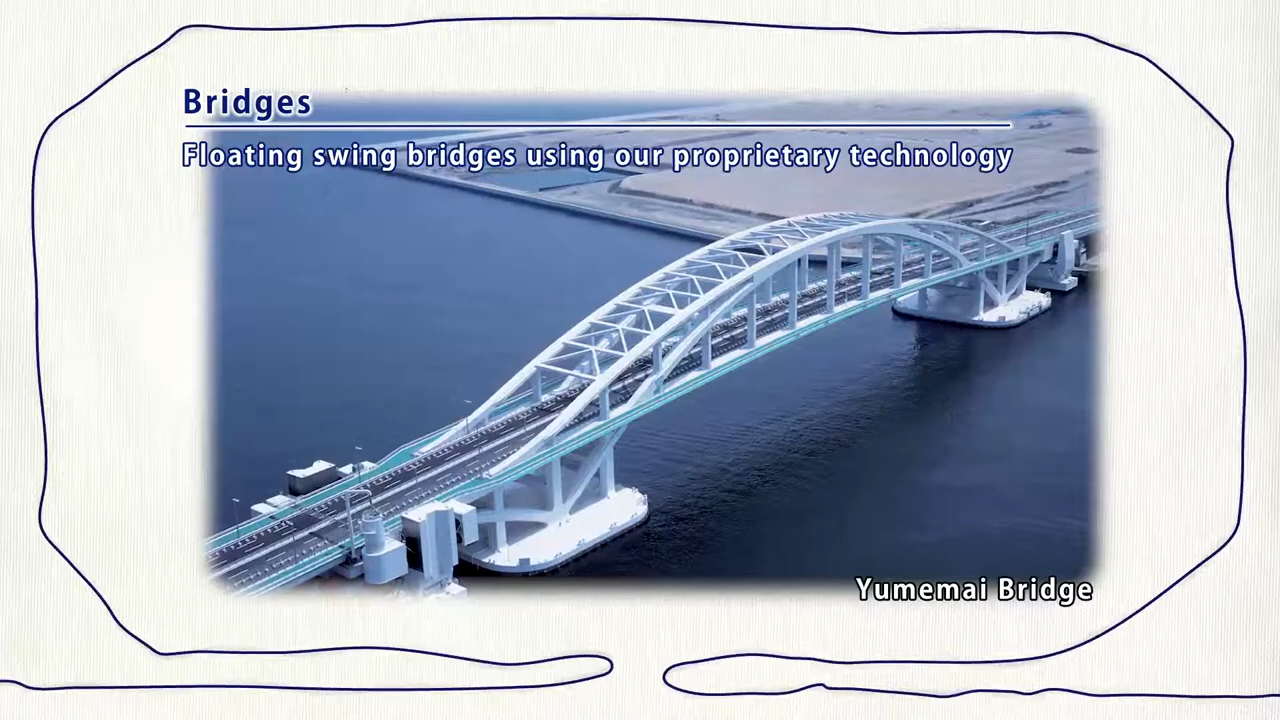 Bridges
Floating swing bridges using our proprietary technology
Yumemai Bridge